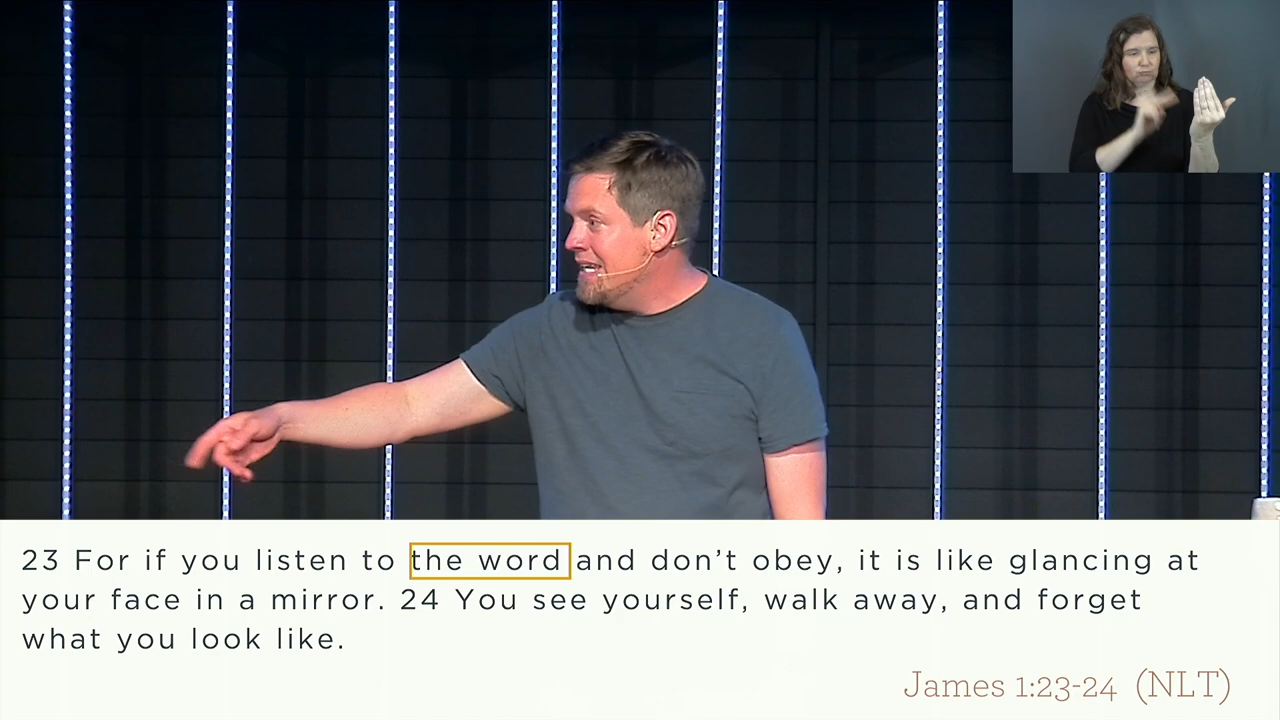 23 For if you listen to the word and don’t obey, it is like glancing at
your face in a mirror. 24 You see yourself, walk away, and forget
what you look like.
James 1:23-24 (NLT)